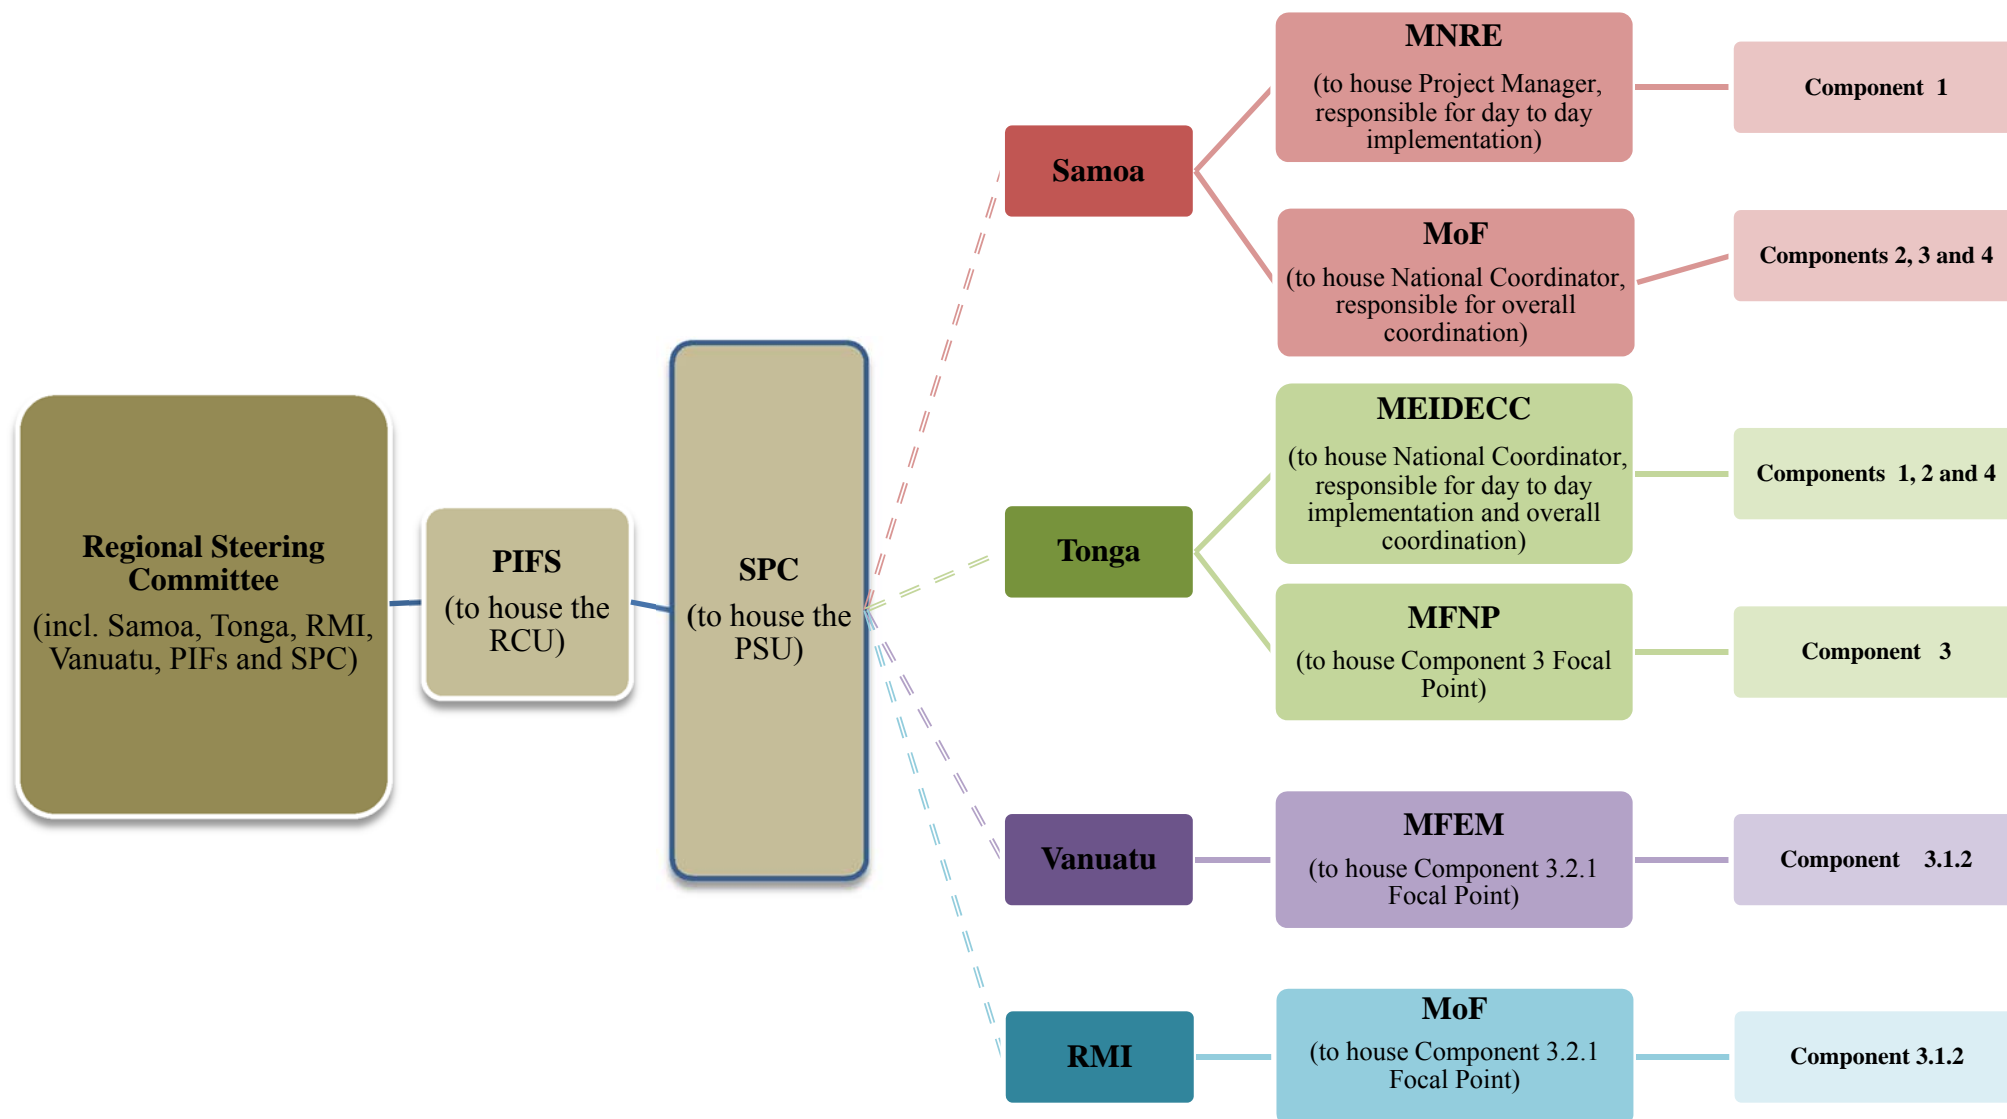 Regional Steering
Committee
(incl. Samoa, Tonga, RMI,
Vanuatu, PIFs and SPC)
PIFS
(to house the
RCU)
SPC
(to house the
PSU)
Samoa
MNRE
(to house Project Manager,
responsible for day to day
implementation)
Component 1
MoF
(to house National Coordinator,
responsible for overall
coordination)
Components 2, 3 and 4
Tonga
MEIDECC
(to house National Coordinator,
responsible for day to day
implementation and overall
coordination)
Components 1, 2 and 4
MFNP
(to house Component 3 Focal
Point)
Component 3
Vanuatu
MFEM
(to house Component 3.2.1
Focal Point)
Component 3.1.2
RMI
MoF
(to house Component 3.2.1
Focal Point)
Component 3.1.2